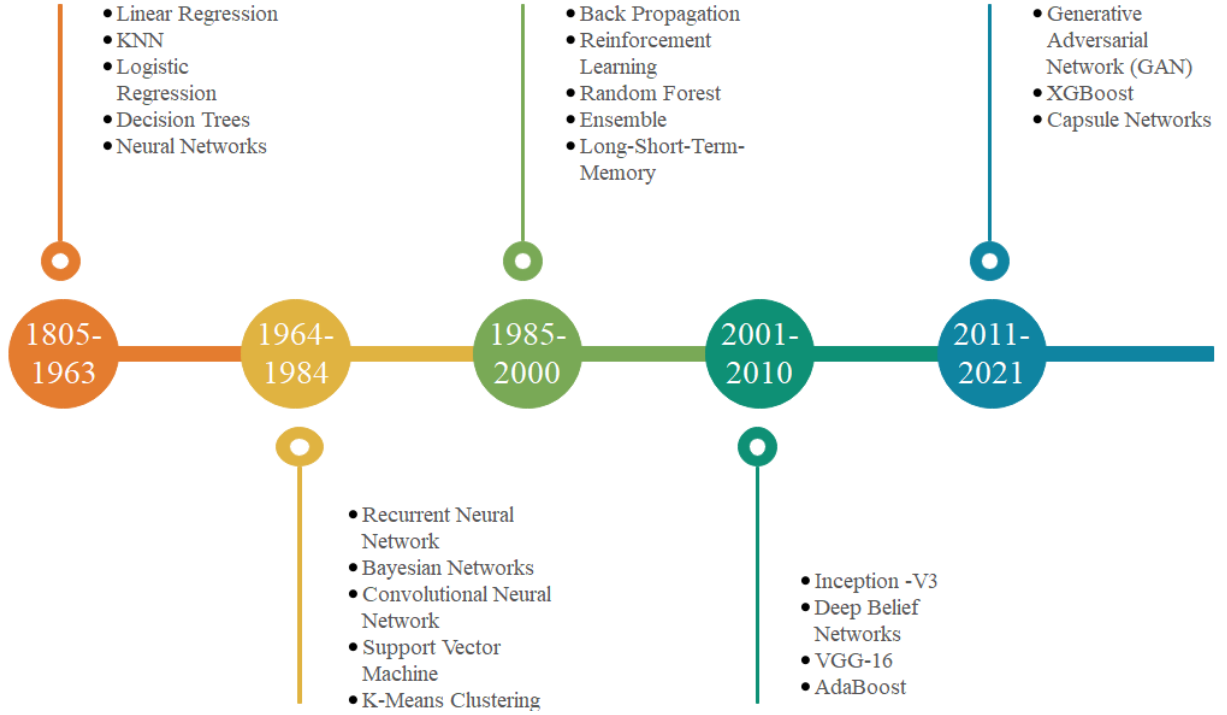 • Linear Regression
• KNN
• Logistic
Regression
• Decision Trees
• Neural Networks
• Back Propagation
• Reinforcement
Learning
• Random Forest
• Ensemble
• Long-Short-Term-
Memory
• Generative
Adversarial
Network (GAN)
• XGBoost
• Capsule Networks
1805-
1963
1964-
1984
1985-
2000
2001-
2010
2011-
2021
• Recurrent Neural
Network
• Bayesian Networks
• Convolutional Neural
Network
• Support Vector
Machine
• K-Means Clustering
• Inception -V3
• Deep Belief
Networks
• VGG-16
• AdaBoost